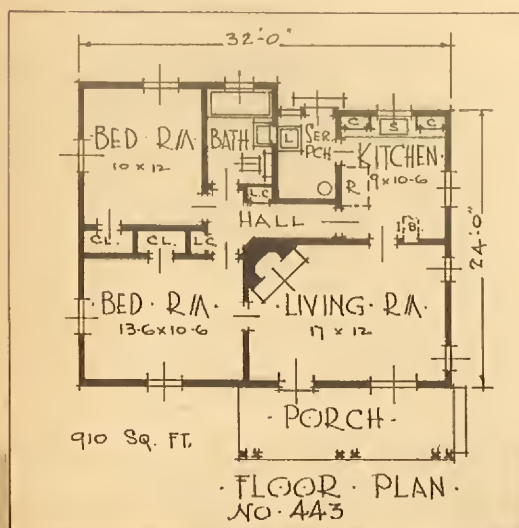 32'-0"
BED · RM
10 x 12
BATH
L
SER.
PCH
C
S
C
KITCHEN
9 x 10-6
R
L.C
HALL
CL.
CL.
L.C
24'-0"
BED · RM ·
13-6 x 10-6
· LIVING · RM ·
17 x 12
· PORCH ·
910 SQ. FT.
· FLOOR · PLAN ·
NO · 443